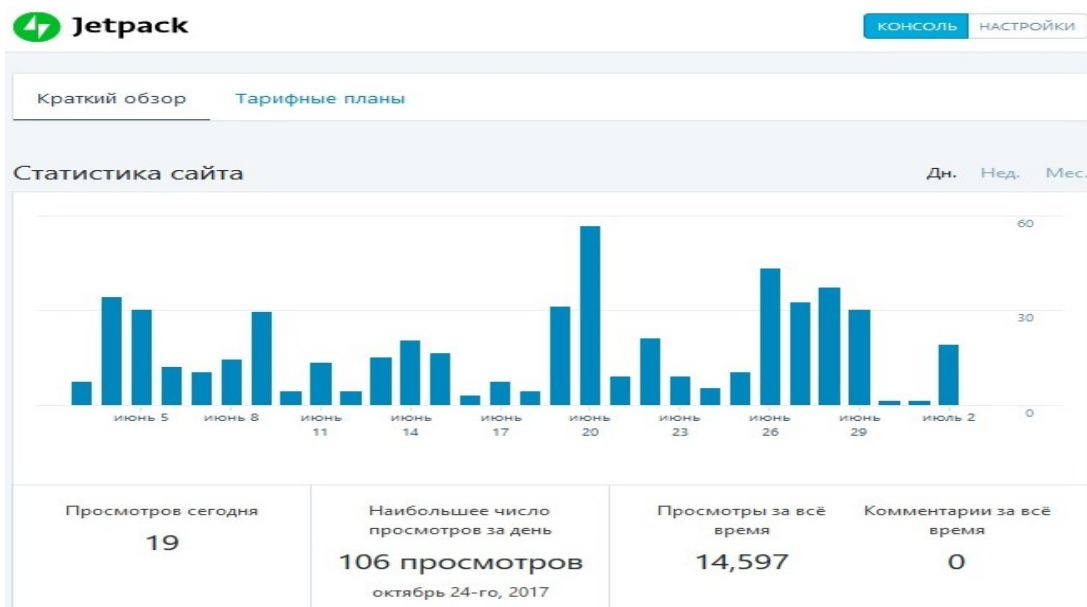 Jetpack
КОНСОЛЬ НАСТРОЙКИ
Краткий обзор Тарифные планы
Статистика сайта
Дн. Нед. Мес.
60
30
0
июнь 5 июнь 8 июнь 11 июнь 14 июнь 17 июнь 20 июнь 23 июнь 26 июнь 29 июль 2
Просмотров сегодня
19
Наибольшее число
просмотров за день
106 просмотров
октябрь 24-го, 2017
Просмотры за всё
время
14,597
Комментарии за всё
время
0